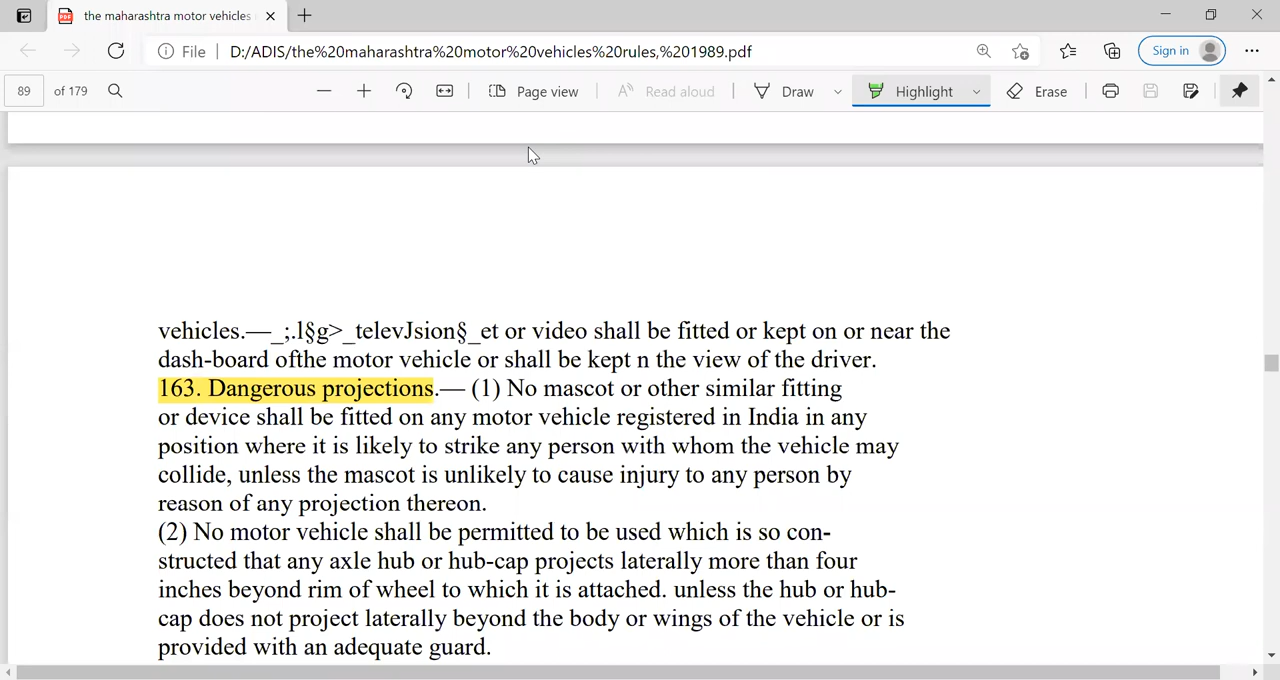 the maharashtra motor vehicles
File D:/ADIS/the%20maharashtra%20motor%20vehicles%20rules,%201989.pdf Sign in
89 of 179 Page view Read aloud Draw Highlight Erase
vehicles.—_;.l§g>_televJsion§_et or video shall be fitted or kept on or near the
dash-board ofthe motor vehicle or shall be kept n the view of the driver.
163. Dangerous projections.— (1) No mascot or other similar fitting
or device shall be fitted on any motor vehicle registered in India in any
position where it is likely to strike any person with whom the vehicle may
collide, unless the mascot is unlikely to cause injury to any person by
reason of any projection thereon.
(2) No motor vehicle shall be permitted to be used which is so con-
structed that any axle hub or hub-cap projects laterally more than four
inches beyond rim of wheel to which it is attached. unless the hub or hub-
cap does not project laterally beyond the body or wings of the vehicle or is
provided with an adequate guard.